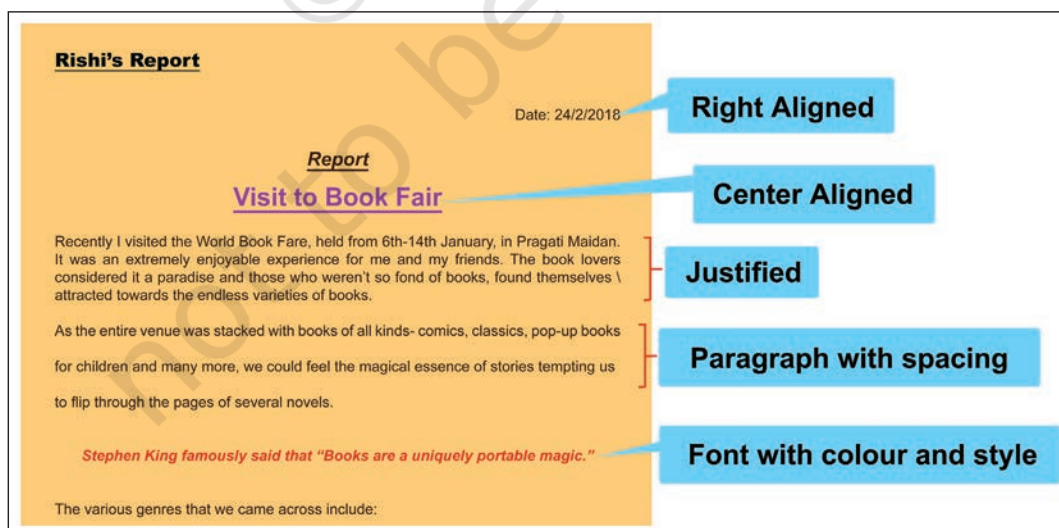 Rishi’s Report
Date: 24/2/2018
Right Aligned
Report
Visit to Book Fair
Center Aligned
Recently I visited the World Book Fare, held from 6th-14th January, in Pragati Maidan.
It was an extremely enjoyable experience for me and my friends. The book lovers
considered it a paradise and those who weren’t so fond of books, found themselves \
attracted towards the endless varieties of books.
Justified
As the entire venue was stacked with books of all kinds- comics, classics, pop-up books
for children and many more, we could feel the magical essence of stories tempting us
to flip through the pages of several novels.
Paragraph with spacing
Stephen King famously said that “Books are a uniquely portable magic.”
Font with colour and style
The various genres that we came across include:
not to be